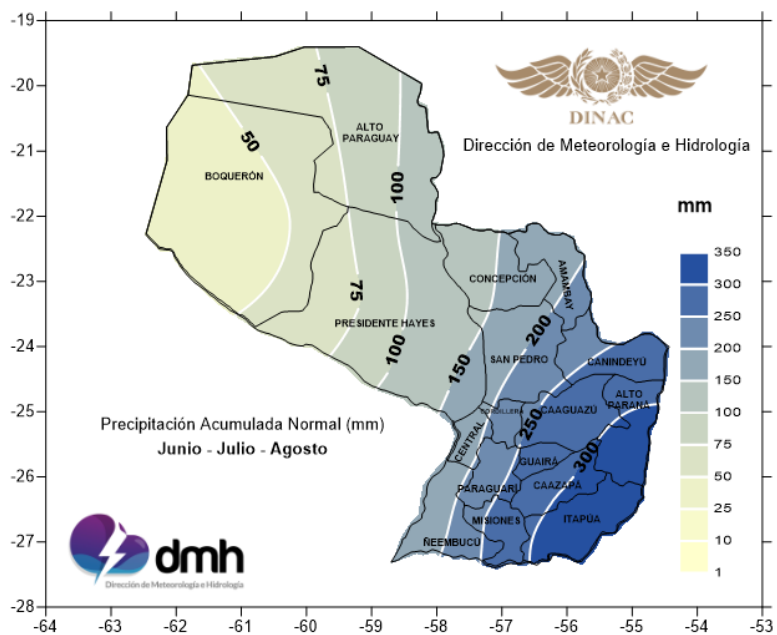 DINAC
Dirección de Meteorología e Hidrología
-19
-20
-21
-22
-23
-24
-25
-26
-27
-28
-64
-63
-62
-61
-60
-59
-58
-57
-56
-55
-54
-53
75
50
ALTO
PARAGUAY
BOQUERÓN
100
CONCEPCIÓN
AMAMBAY
75
PRESIDENTE HAYES
100
150
200
SAN PEDRO
CANINDEYÚ
ALTO
PARANÁ
CORDILLERA
CAAGUAZÚ
250
CENTRAL
GUAIRÁ
300
CAAZAPÁ
PARAGUARÍ
MISIONES
ITAPÚA
ÑEEMBUCÚ
mm
350
300
250
200
150
100
75
50
25
10
1
Precipitación Acumulada Normal (mm)
Junio - Julio - Agosto
dmh
Dirección de Meteorología e Hidrología